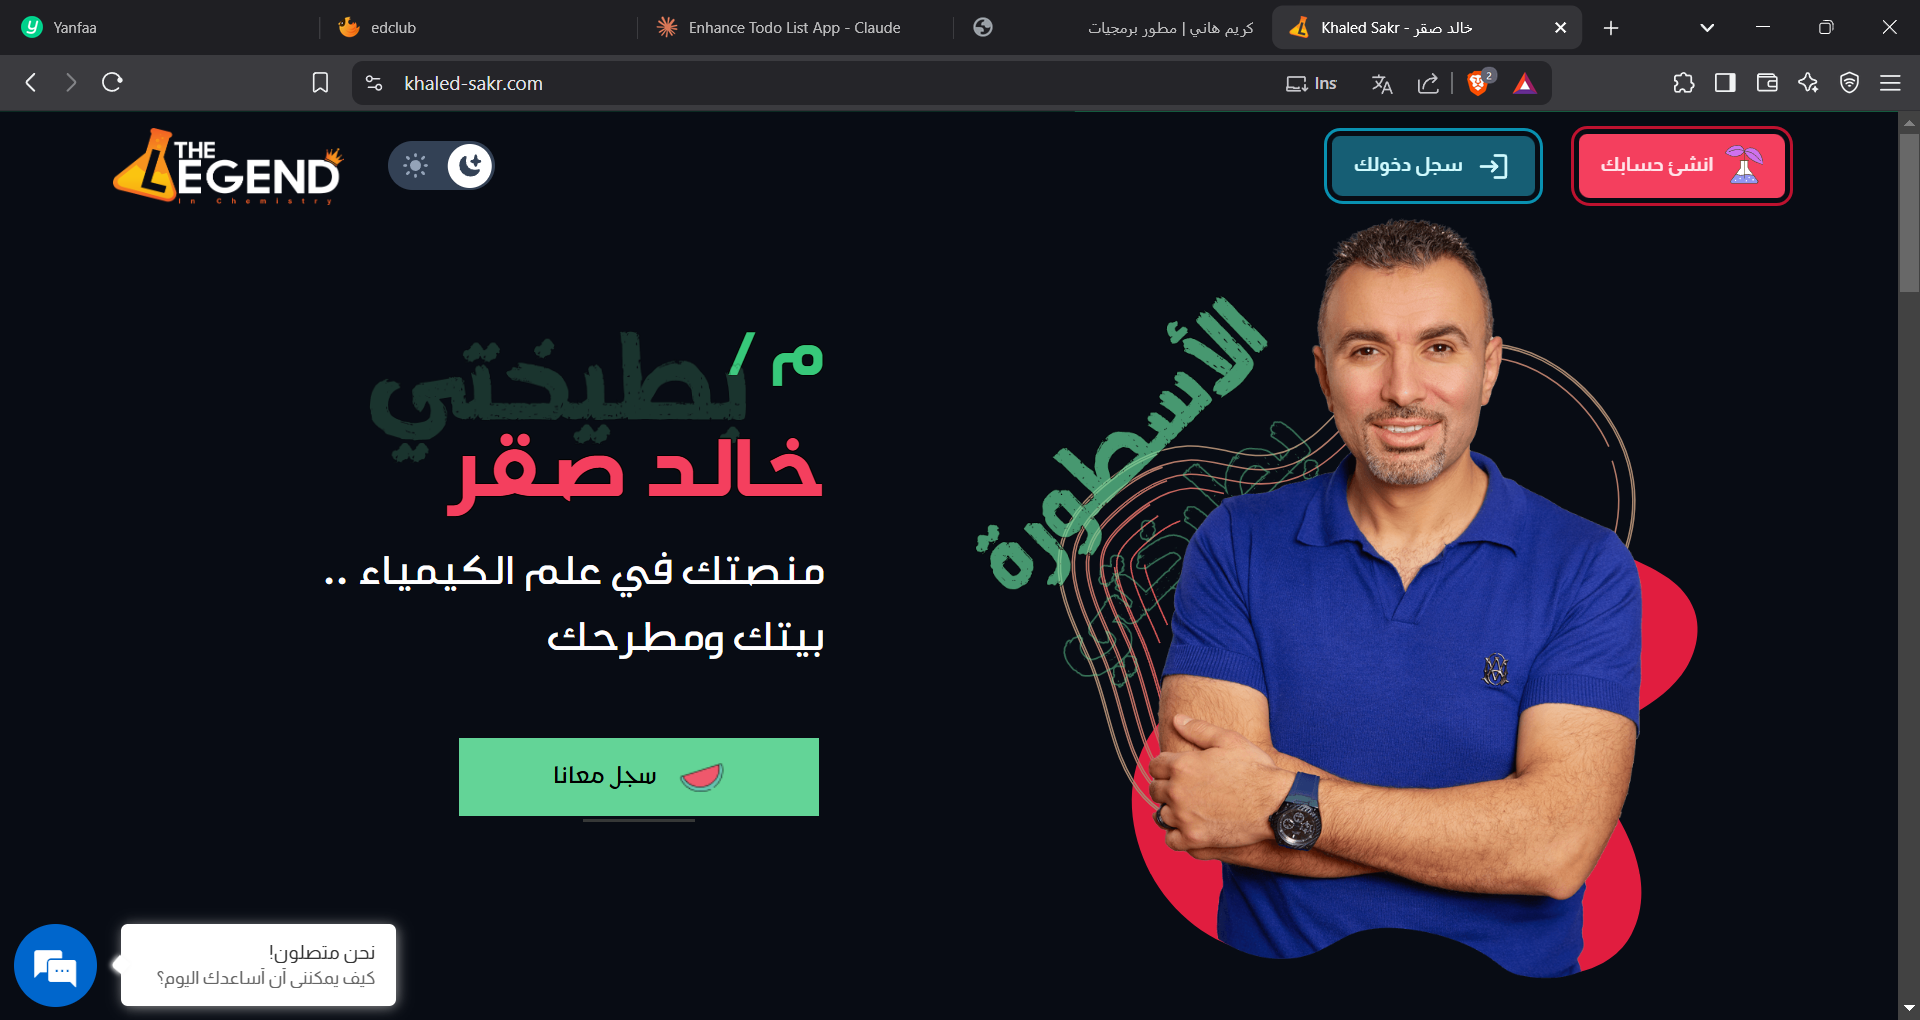 Yanfaa
edclub
Enhance Todo List App - Claude
كريم هاني | مطور برمجيات
Khaled Sakr - خالد صقر
khaled-sakr.com
Ins
2
THE
LEGEND
In Chemistry
سجل دخولك
انشئ حسابك
م /
بطيختي
خالد صقر
منصتك في علم الكيمياء ..
بيتك ومطرحك
سجل معانا
الأسطورة
نحن متصلون!
كيف يمكنني أن أساعدك اليوم؟